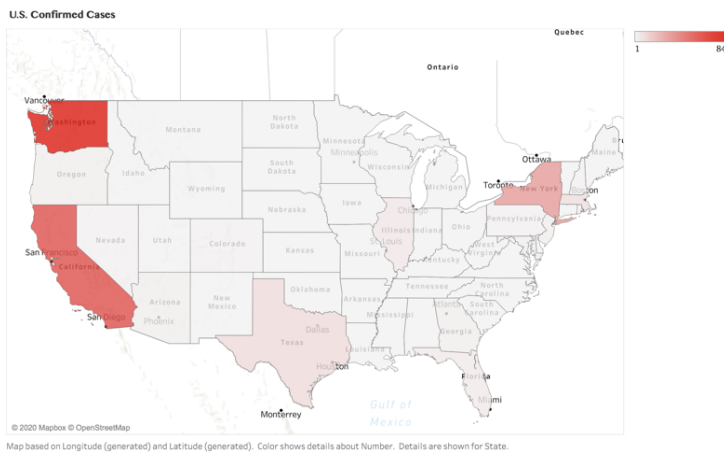 U.S. Confirmed Cases
Quebec
1
84
Ontario
Vancouver
Washington
Montana
North
Dakota
Minnesota
Minneapolis
Ottawa
Maine
Oregon
Idaho
South
Dakota
Wisconsin
Michigan
Toronto
New York
Boston
Wyoming
Iowa
Chicago
Pennsylvania
Nebraska
Illinois
Indiana
Ohio
Nevada
Utah
Colorado
St Louis
West
Virginia
San Francisco
California
Kansas
Missouri
Kentucky
Oklahoma
Tennessee
North
Carolina
Arizona
New
Mexico
Arkansas
South
Carolina
Atlanta
San Diego
Phoenix
Mississippi
Georgia
Dallas
Texas
Louisiana
Houston
Florida
Miami
Monterrey
Gulf of
Mexico
© 2020 Mapbox © OpenStreetMap
Map based on Longitude (generated) and Latitude (generated). Color shows details about Number. Details are shown for State.